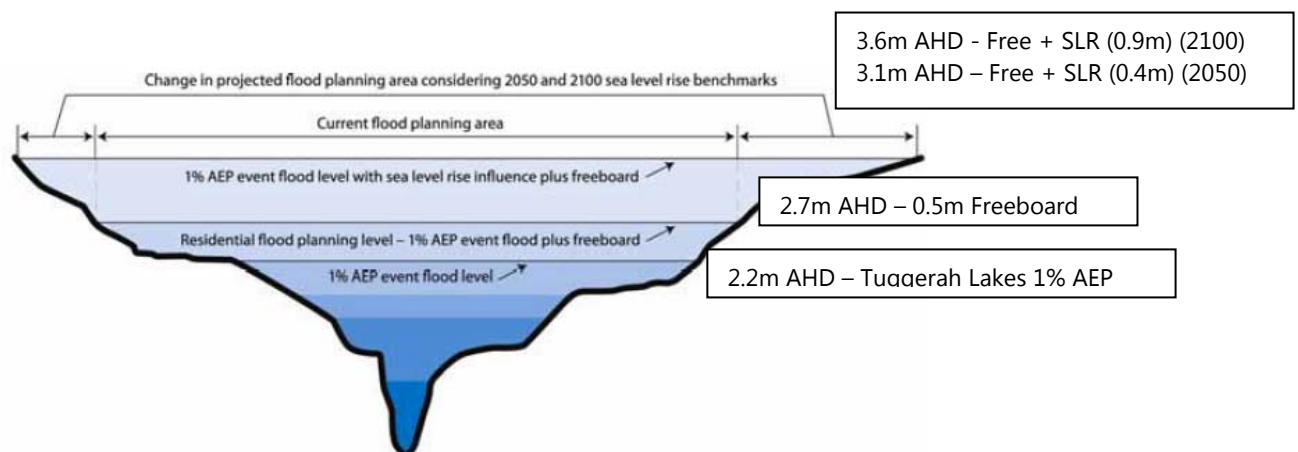 3.6m AHD - Free + SLR (0.9m) (2100)
3.1m AHD – Free + SLR (0.4m) (2050)
Change in projected flood planning area considering 2050 and 2100 sea level rise benchmarks
Current flood planning area
1% AEP event flood level with sea level rise influence plus freeboard
2.7m AHD – 0.5m Freeboard
Residential flood planning level – 1% AEP event flood plus freeboard
1% AEP event flood level
2.2m AHD – Tuggerah Lakes 1% AEP